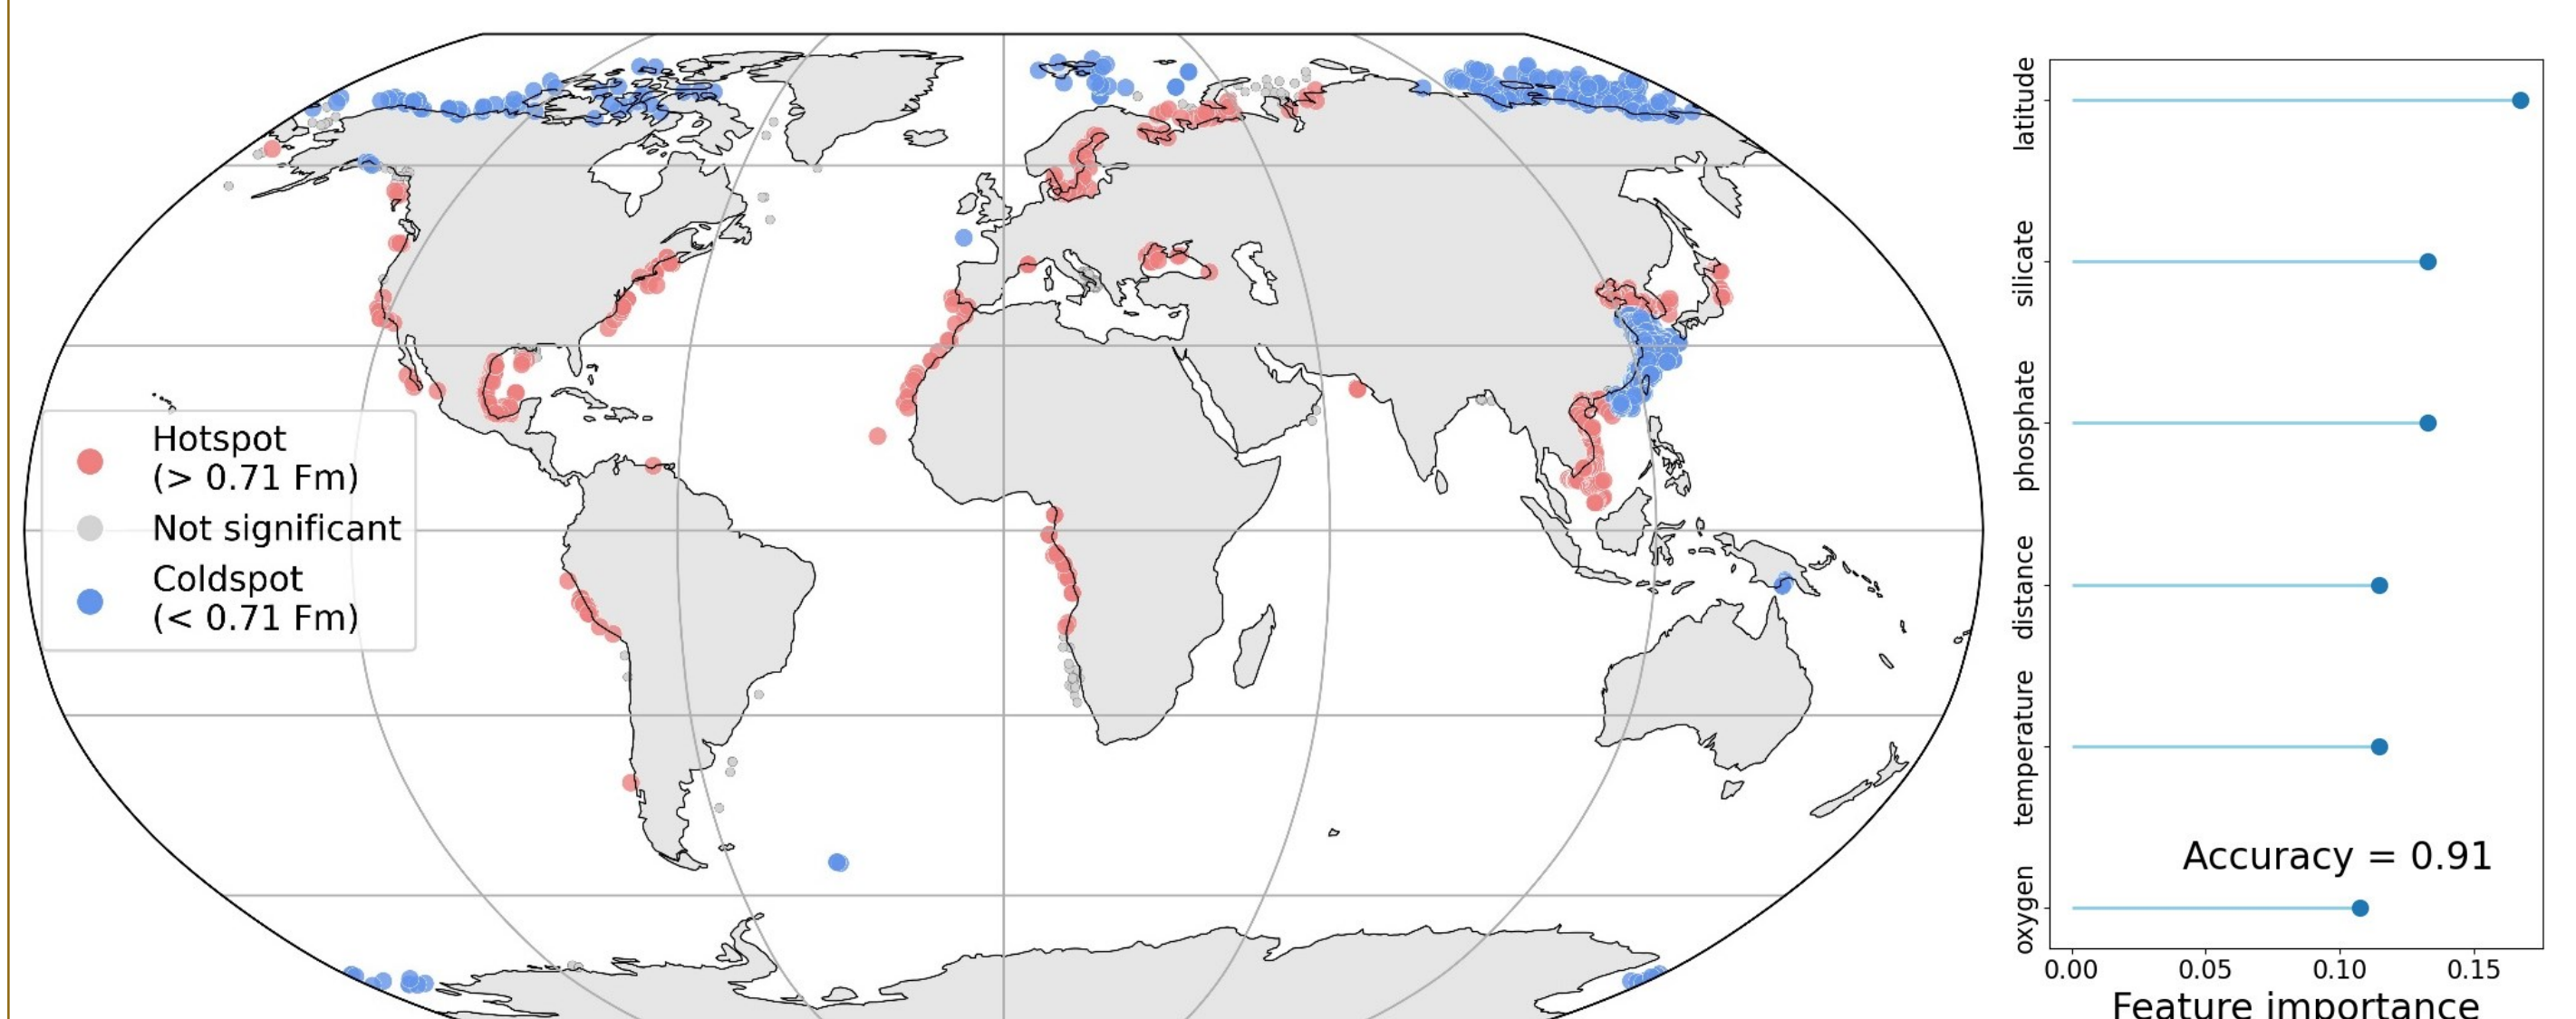 Hotspot
(> 0.71 Fm)
Not significant
Coldspot
(< 0.71 Fm)
latitude
silicate
phosphate
distance
temperature
oxygen
Accuracy = 0.91
0.00 0.05 0.10 0.15
Feature importance